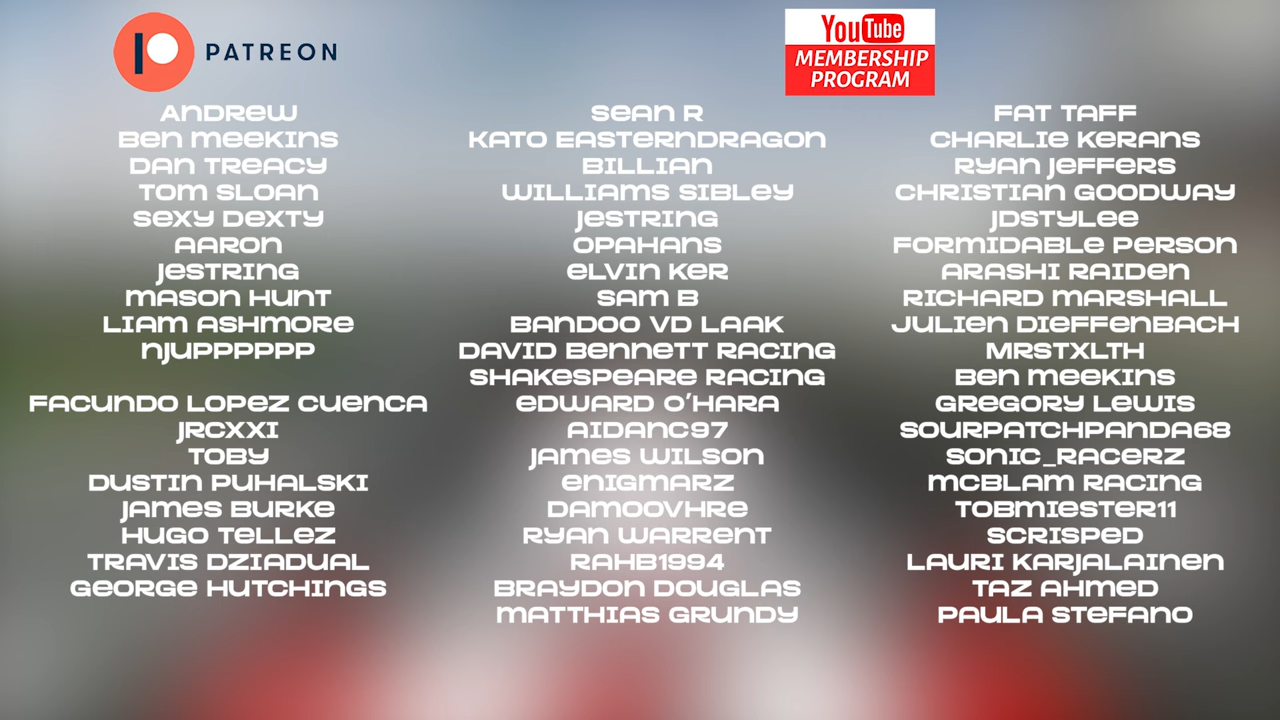 PATREON
ANDREW
BEN MEEKINS
DAN TREACY
TOM SLOAN
SEXY DEXTY
AARON
JESTRING
MASON HUNT
LIAM ASHMORE
NJUPPPPPP
FACUNDO LOPEZ CUENCA
JRCXXI
TOBY
DUSTIN PUHALSKI
JAMES BURKE
HUGO TELLEZ
TRAVIS DZIADUAL
GEORGE HUTCHINGS
YouTube
MEMBERSHIP
PROGRAM
SEAN R
KATO EASTERNDRAGON
BILLIAN
WILLIAMS SIBLEY
JESTRING
OPAHANS
ELVIN KER
SAM B
BANDOO VD LAAK
DAVID BENNETT RACING
SHAKESPEARE RACING
EDWARD O'HARA
AIDANC97
JAMES WILSON
ENIGMARZ
DAMOOVHRE
RYAN WARRENT
RAHB1994
BRAYDON DOUGLAS
MATTHIAS GRUNDY
FAT TAFF
CHARLIE KERANS
RYAN JEFFERS
CHRISTIAN GOODWAY
JDSTYLEE
FORMIDABLE PERSON
ARASHI RAIDEN
RICHARD MARSHALL
JULIEN DIEFFENBACH
MRSTXLTH
BEN MEEKINS
GREGORY LEWIS
SOURPATCHPANDA68
SONIC_RACERZ
MCBLAM RACING
TOBMIESTER11
SCRISPED
LAURI KARJALAINEN
TAZ AHMED
PAULA STEFANO